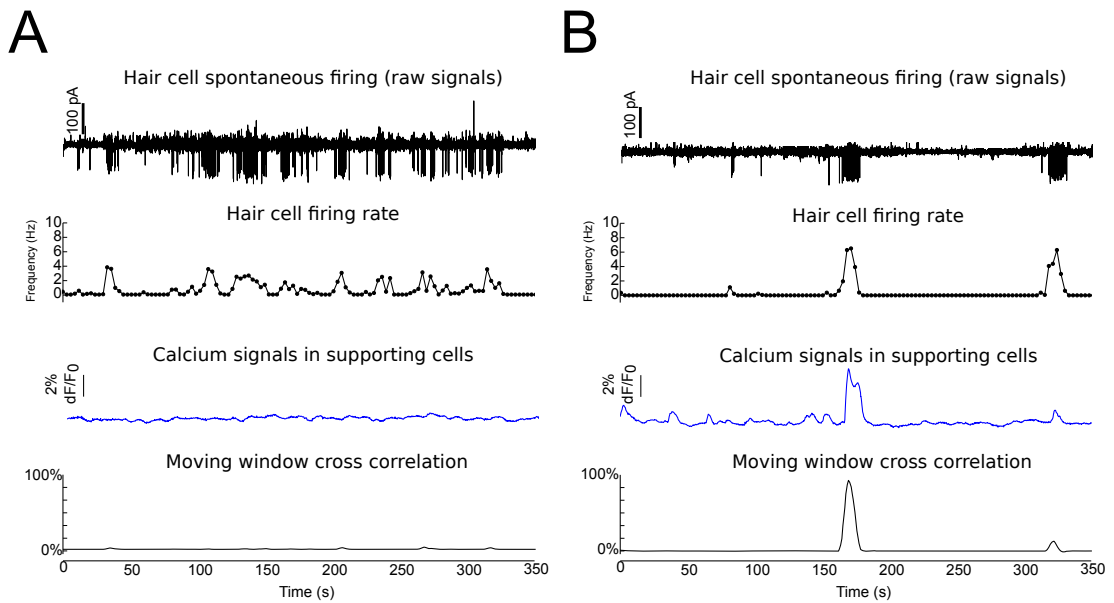 A
Hair cell spontaneous firing (raw signals)
100 pA
Hair cell firing rate
Frequency (Hz)
10
8
6
4
2
0
Calcium signals in supporting cells
2%
dF/F0
Moving window cross correlation
100%
0%
0 50 100 150 200 250 300 350
Time (s)
B
Hair cell spontaneous firing (raw signals)
100 pA
Hair cell firing rate
Frequency (Hz)
10
8
6
4
2
0
Calcium signals in supporting cells
2%
dF/F0
Moving window cross correlation
100%
0%
0 50 100 150 200 250 300 350
Time (s)